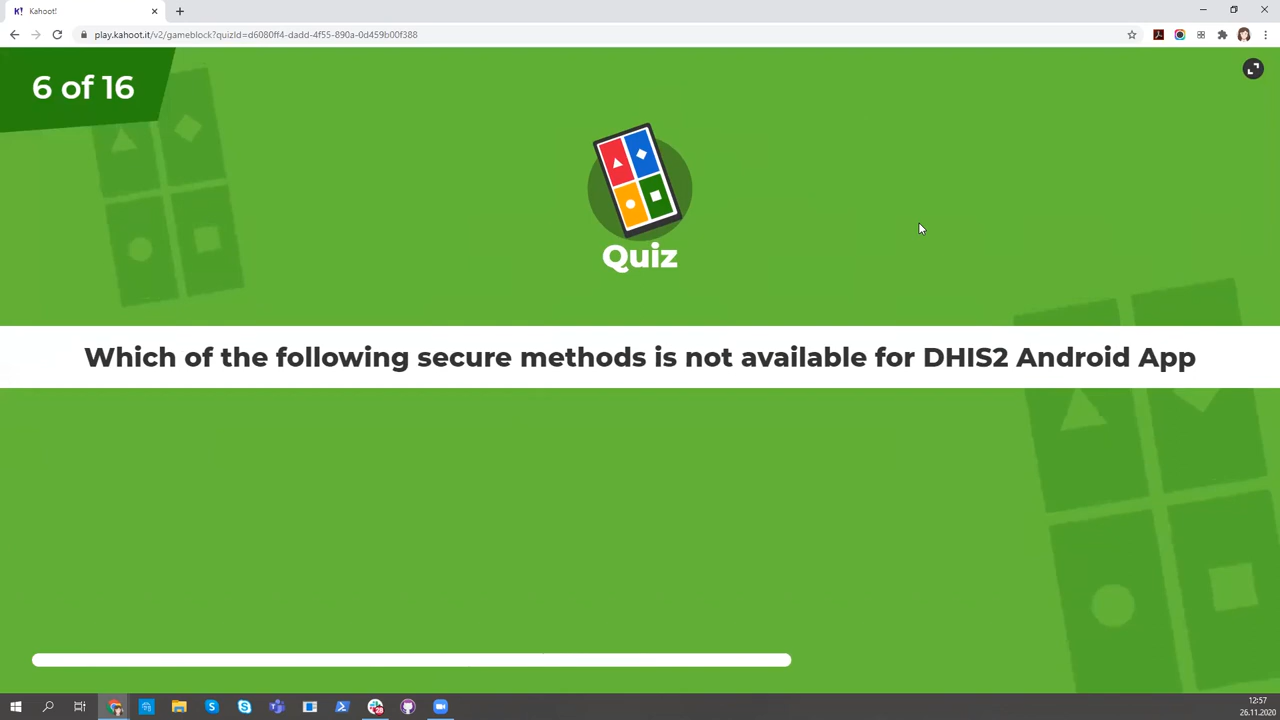 Kahoot!
play.kahoot.it/v2/gameblock?quizId=d6080ff4-dadd-4f55-890a-0d459b00f388
6 of 16
Quiz
Which of the following secure methods is not available for DHIS2 Android App
12:57
26.11.2020